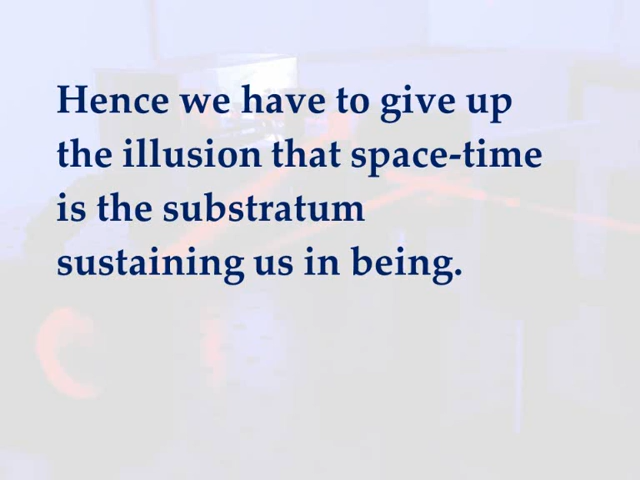 Hence we have to give up
the illusion that space-time
is the substratum
sustaining us in being.